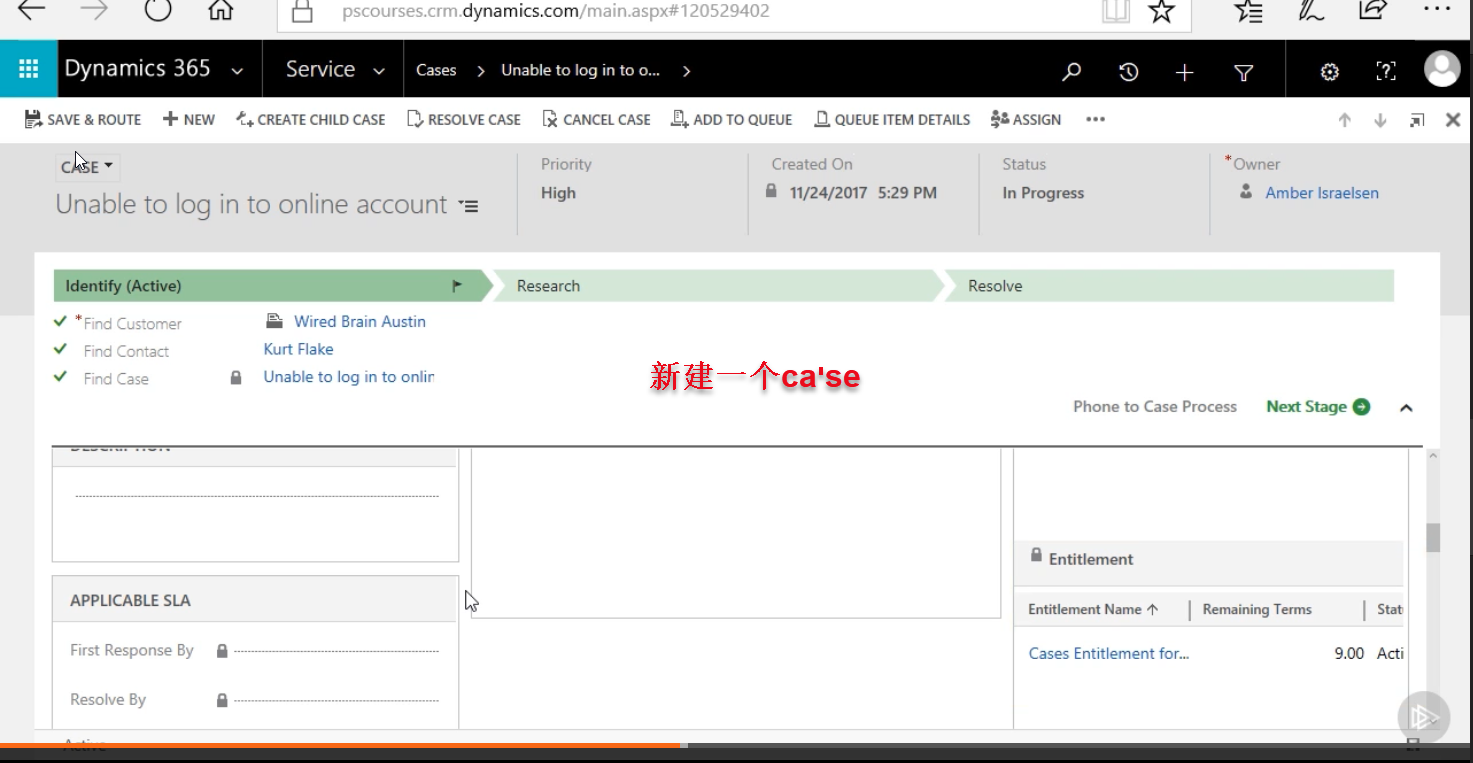 pscourses.crm.dynamics.com/main.aspx#120529402
Dynamics 365 Service Cases > Unable to log in to o... >
SAVE & ROUTE NEW CREATE CHILD CASE RESOLVE CASE CANCEL CASE ADD TO QUEUE QUEUE ITEM DETAILS ASSIGN ...
CASE
Unable to log in to online account
Priority
High
Created On
11/24/2017 5:29 PM
Status
In Progress
*Owner
Amber Israelsen
Identify (Active) Research Resolve
*Find Customer Wired Brain Austin
Find Contact Kurt Flake
Find Case Unable to log in to onlin
新建一个ca'se
Phone to Case Process Next Stage
DESCRIPTION
APPLICABLE SLA
First Response By
Resolve By
Entitlement
Entitlement Name ↑ Remaining Terms Stat
Cases Entitlement for... 9.00 Acti
Active